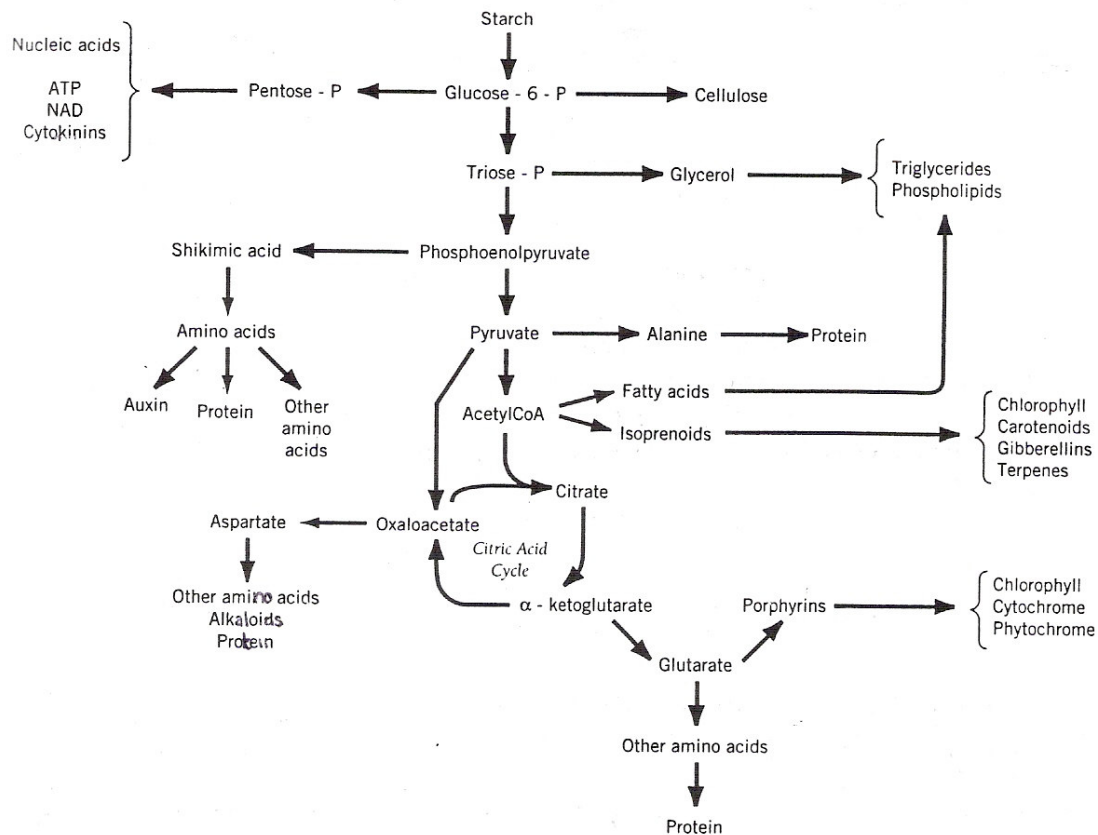 Starch
Nucleic acids
ATP
NAD
Cytokinins
Pentose - P
Glucose - 6 - P
Cellulose
Triose - P
Glycerol
Triglycerides
Phospholipids
Shikimic acid
Phosphoenolpyruvate
Amino acids
Pyruvate
Alanine
Protein
Auxin
Protein
Other
amino
acids
AcetylCoA
Fatty acids
Isoprenoids
Chlorophyll
Carotenoids
Gibberellins
Terpenes
Citrate
Aspartate
Oxaloacetate
Citric Acid
Cycle
Other amino acids
Alkaloids
Protein
α - ketoglutarate
Porphyrins
Chlorophyll
Cytochrome
Phytochrome
Glutarate
Other amino acids
Protein